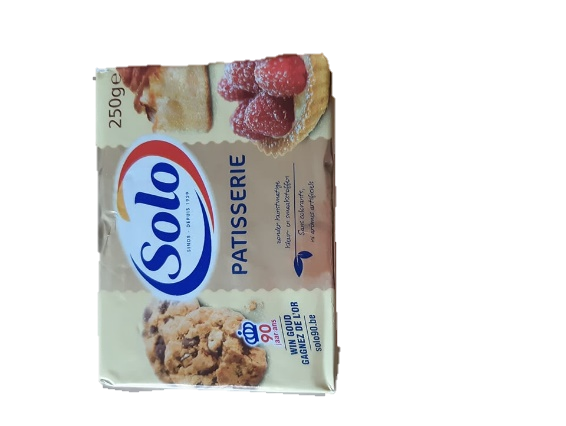 250g e
Solo
SINDS - DEPUIS 1929
PATISSERIE
zonder kunstmatige
kleur- en smaakstoffen
Sans colorants,
ni arômes artificiels
90
jaar ans
WIN GOUD
GAGNEZ DE L'OR
solo90.be